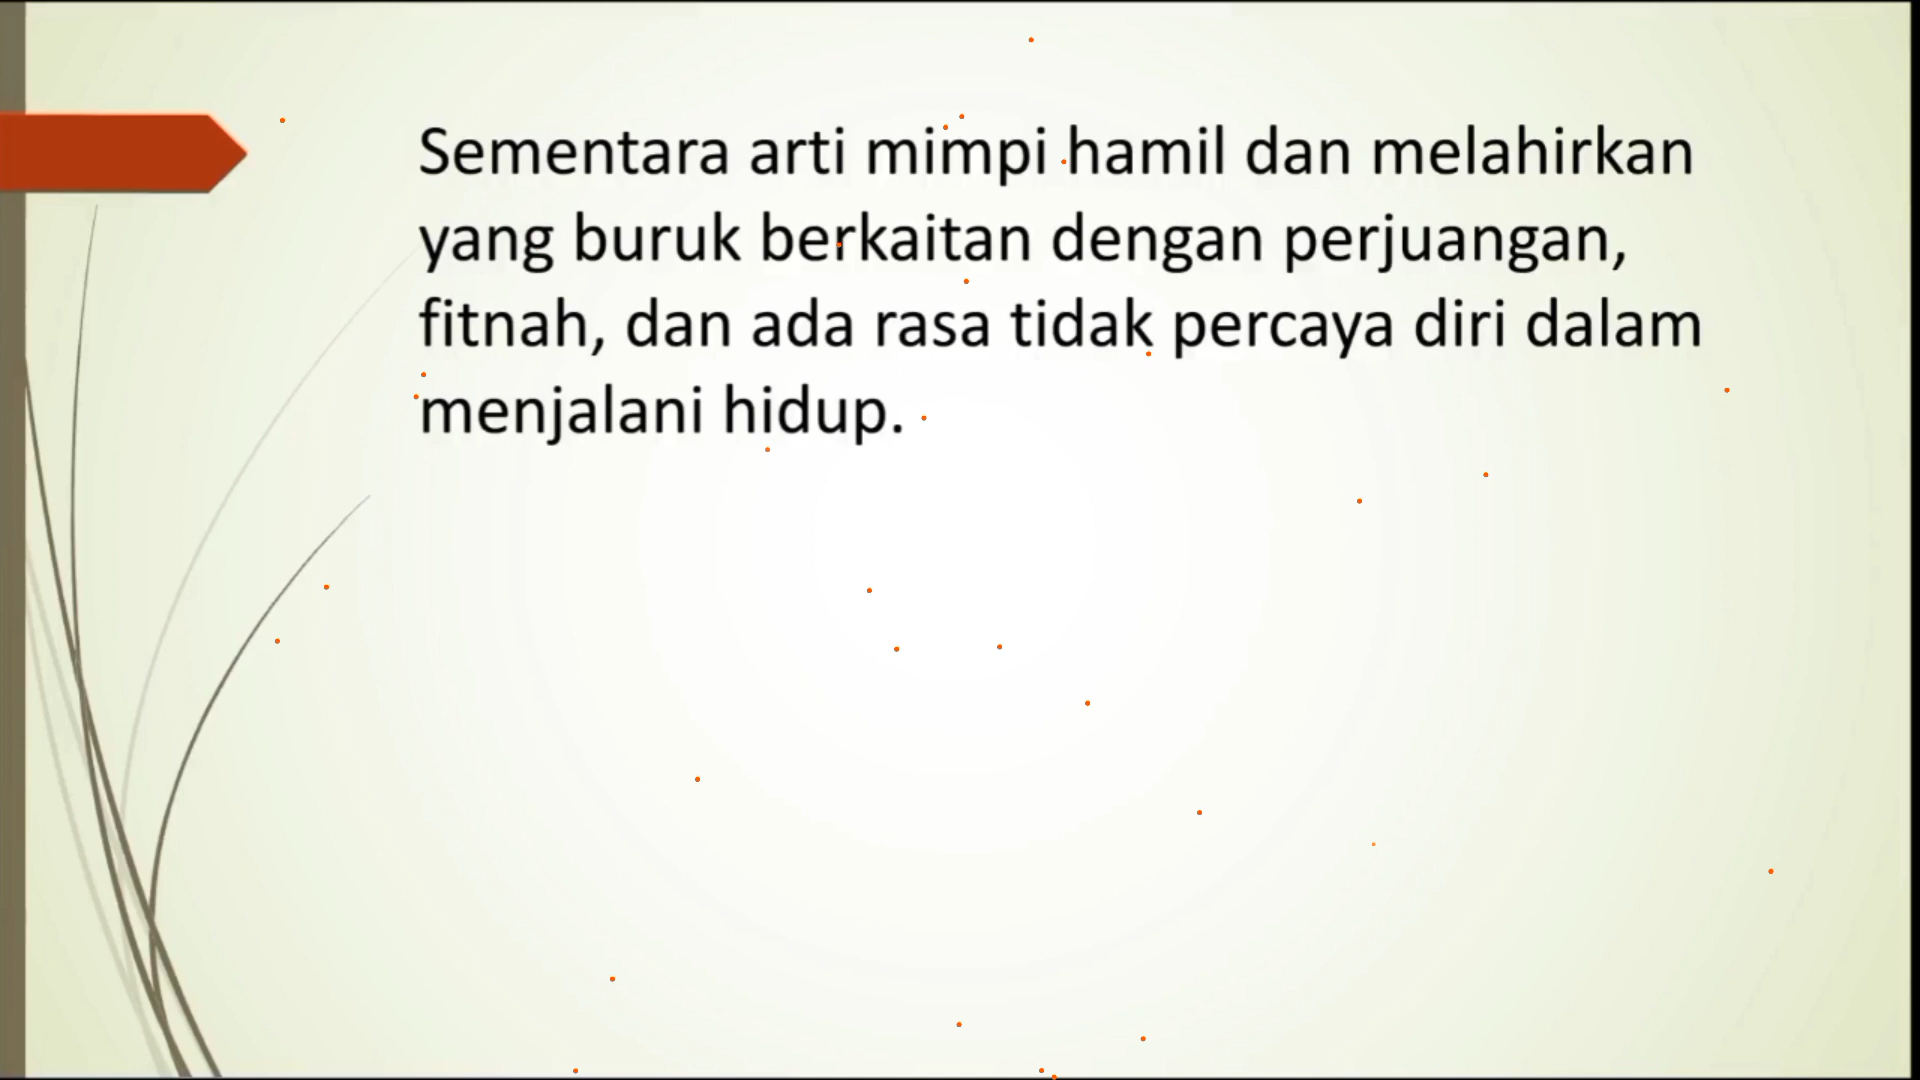 Sementara arti mimpi hamil dan melahirkan
yang buruk berkaitan dengan perjuangan,
fitnah, dan ada rasa tidak percaya diri dalam
menjalani hidup.